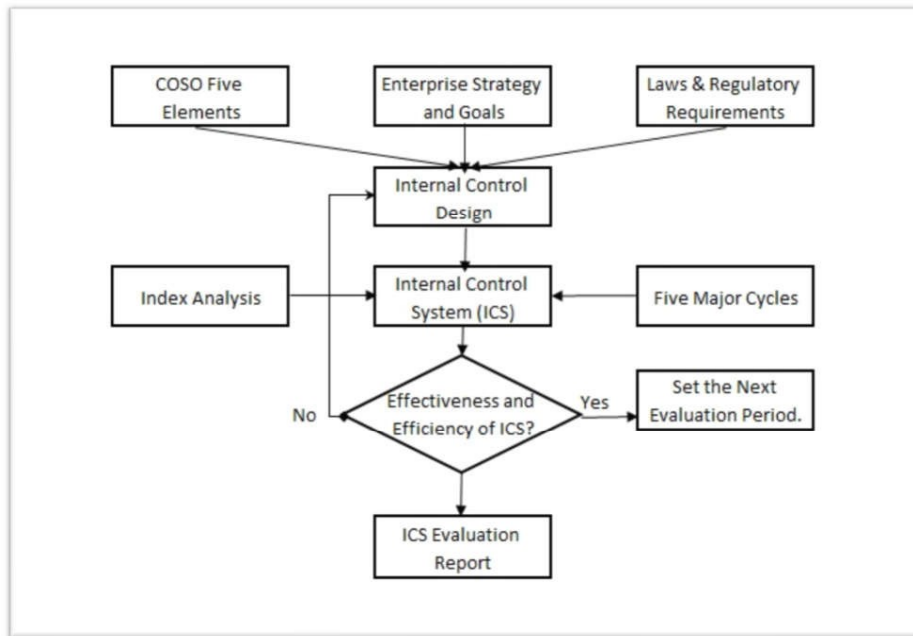 COSO Five
Elements
Enterprise Strategy
and Goals
Laws & Regulatory
Requirements
Internal Control
Design
Index Analysis
Internal Control
System (ICS)
Five Major Cycles
No
Effectiveness and
Efficiency of ICS?
Yes
Set the Next
Evaluation Period.
ICS Evaluation
Report